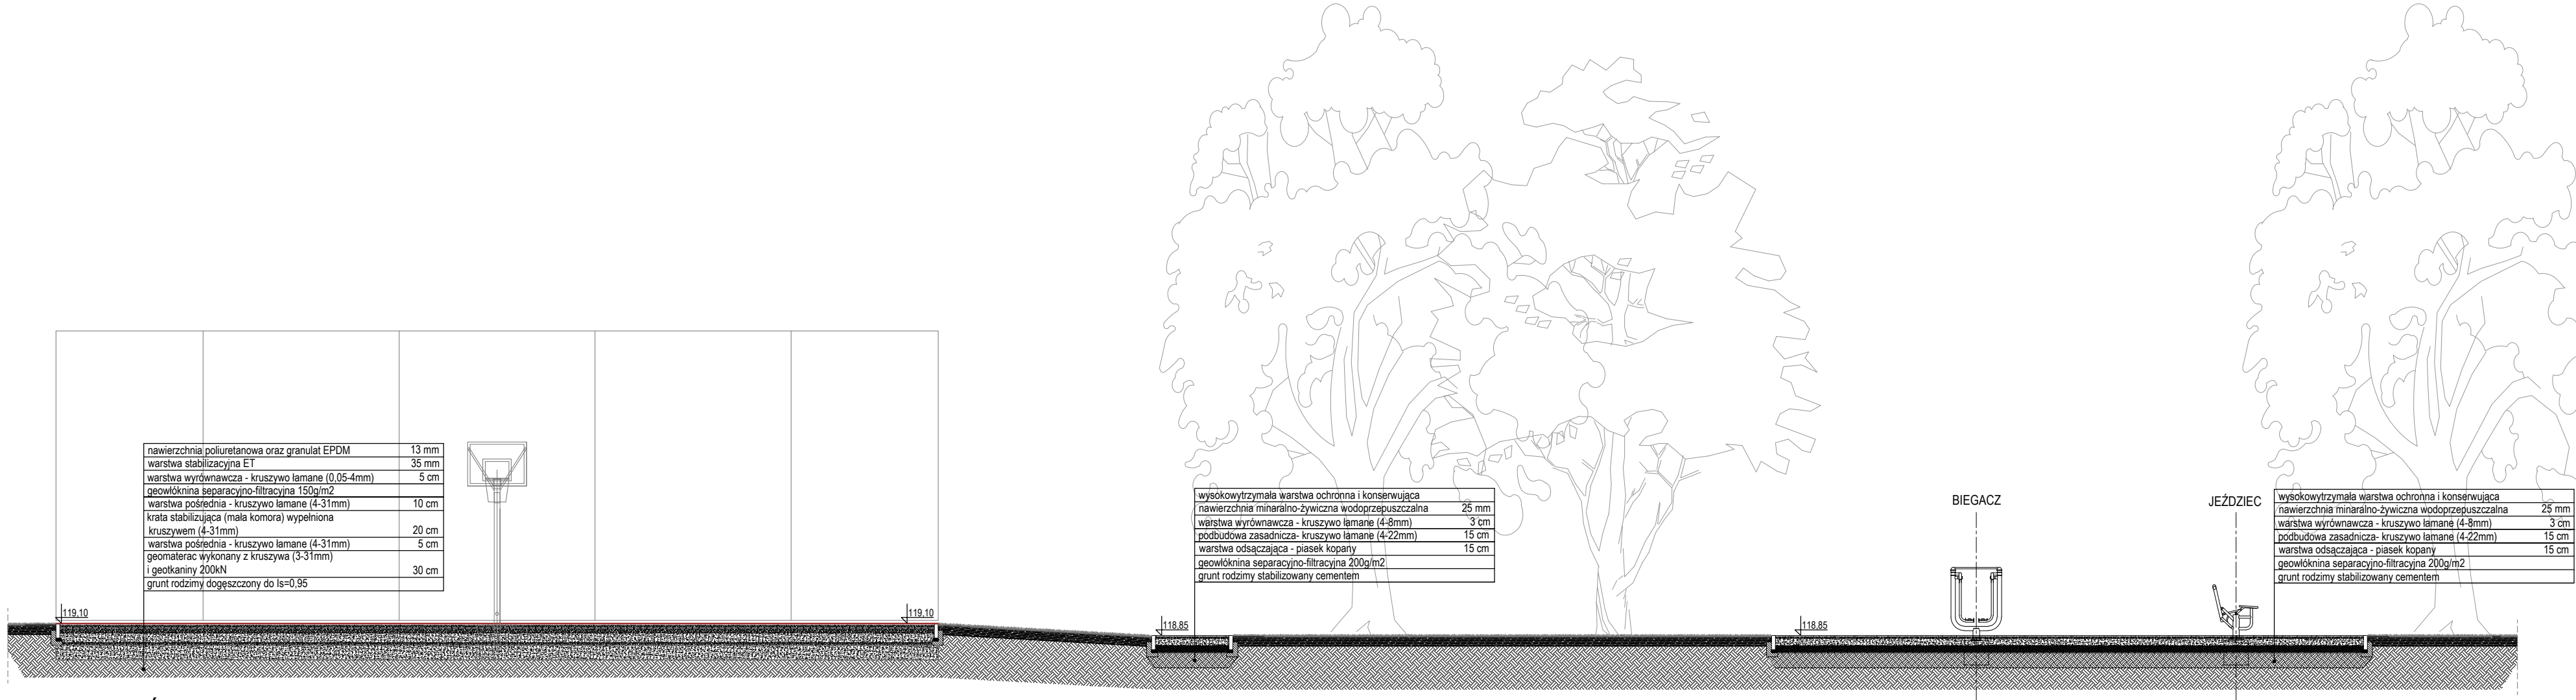 nawierzchnia poliuretanowa oraz granulat EPDM 13 mm
warstwa stabilizacyjna ET 35 mm
warstwa wyrównawcza - kruszywo łamane (0,05-4mm) 5 cm
geowłóknina separacyjno-filtracyjna 150g/m2
warstwa pośrednia - kruszywo łamane (4-31mm) 10 cm
krata stabilizująca (mała komora) wypełniona
kruszywem (4-31mm) 20 cm
warstwa pośrednia - kruszywo łamane (4-31mm) 5 cm
geomaterac wykonany z kruszywa (3-31mm)
i geotkaniny 200kN 30 cm
grunt rodzimy dogęszczony do Is=0,95
119.10
119.10
wysokowytrzymała warstwa ochronna i konserwująca
nawierzchnia minaralno-żywiczna wodoprzepuszczalna 25 mm
warstwa wyrównawcza - kruszywo łamane (4-8mm) 3 cm
podbudowa zasadnicza- kruszywo łamane (4-22mm) 15 cm
warstwa odsączająca - piasek kopany 15 cm
geowłóknina separacyjno-filtracyjna 200g/m2
grunt rodzimy stabilizowany cementem
118.85
118.85
BIEGACZ
JEŹDZIEC
wysokowytrzymała warstwa ochronna i konserwująca
nawierzchnia minaralno-żywiczna wodoprzepuszczalna 25 mm
warstwa wyrównawcza - kruszywo łamane (4-8mm) 3 cm
podbudowa zasadnicza- kruszywo łamane (4-22mm) 15 cm
warstwa odsączająca - piasek kopany 15 cm
geowłóknina separacyjno-filtracyjna 200g/m2
grunt rodzimy stabilizowany cementem